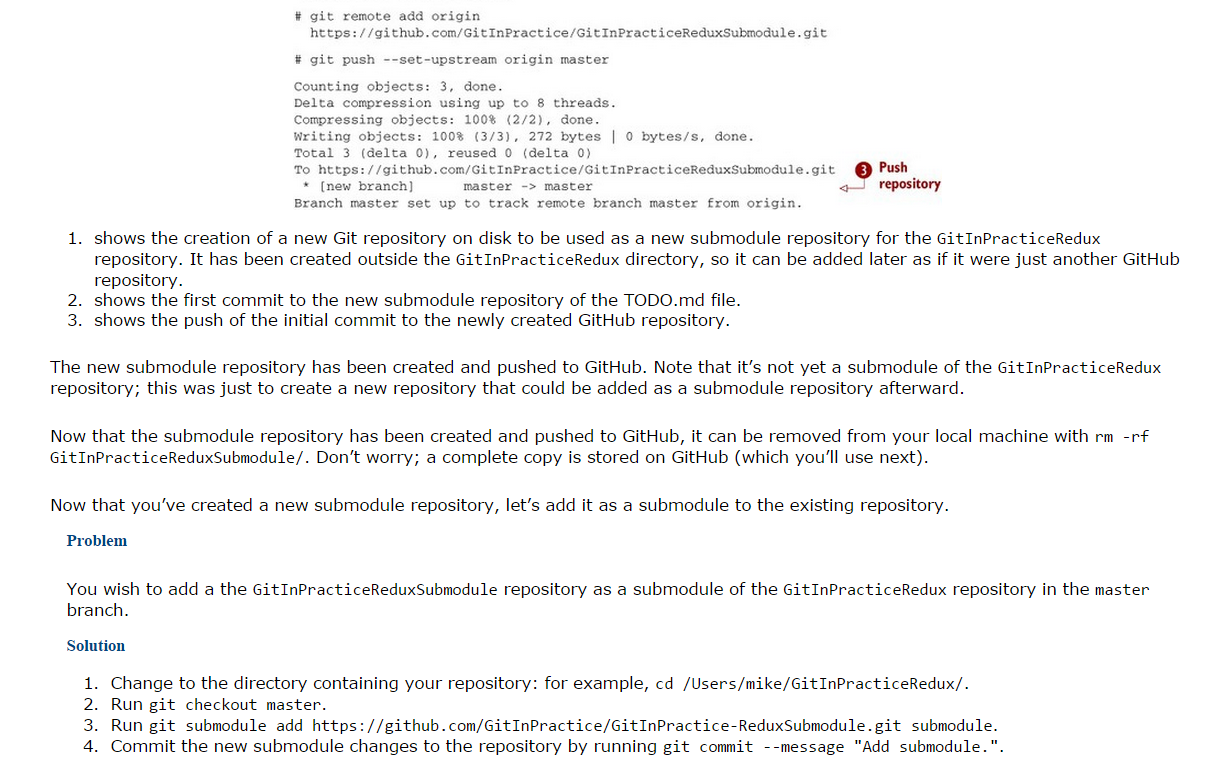 # git remote add origin
https://github.com/GitInPractice/GitInPracticeReduxSubmodule.git
# git push --set-upstream origin master
Counting objects: 3, done.
Delta compression using up to 8 threads.
Compressing objects: 100% (2/2), done.
Writing objects: 100% (3/3), 272 bytes | 0 bytes/s, done.
Total 3 (delta 0), reused 0 (delta 0)
To https://github.com/GitInPractice/GitInPracticeReduxSubmodule.git
* [new branch] master -> master
Branch master set up to track remote branch master from origin.
3 Push
repository
1. shows the creation of a new Git repository on disk to be used as a new submodule repository for the GitInPracticeRedux
repository. It has been created outside the GitInPracticeRedux directory, so it can be added later as if it were just another GitHub
repository.
2. shows the first commit to the new submodule repository of the TODO.md file.
3. shows the push of the initial commit to the newly created GitHub repository.
The new submodule repository has been created and pushed to GitHub. Note that it’s not yet a submodule of the GitInPracticeRedux
repository; this was just to create a new repository that could be added as a submodule repository afterward.
Now that the submodule repository has been created and pushed to GitHub, it can be removed from your local machine with rm -rf
GitInPracticeReduxSubmodule/. Don’t worry; a complete copy is stored on GitHub (which you’ll use next).
Now that you’ve created a new submodule repository, let’s add it as a submodule to the existing repository.
Problem
You wish to add a the GitInPracticeReduxSubmodule repository as a submodule of the GitInPracticeRedux repository in the master
branch.
Solution
1. Change to the directory containing your repository: for example, cd /Users/mike/GitInPracticeRedux/.
2. Run git checkout master.
3. Run git submodule add https://github.com/GitInPractice/GitInPractice-ReduxSubmodule.git submodule.
4. Commit the new submodule changes to the repository by running git commit --message "Add submodule.".